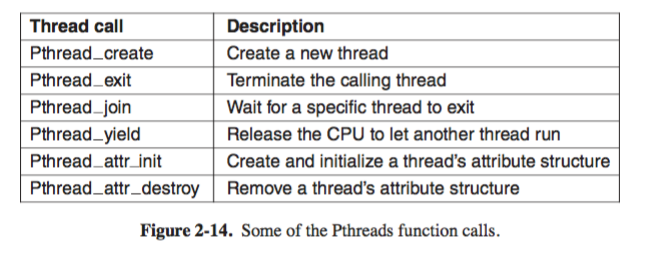 Thread call Description
Pthread_create Create a new thread
Pthread_exit Terminate the calling thread
Pthread_join Wait for a specific thread to exit
Pthread_yield Release the CPU to let another thread run
Pthread_attr_init Create and initialize a thread's attribute structure
Pthread_attr_destroy Remove a thread's attribute structure
Figure 2-14. Some of the Pthreads function calls.